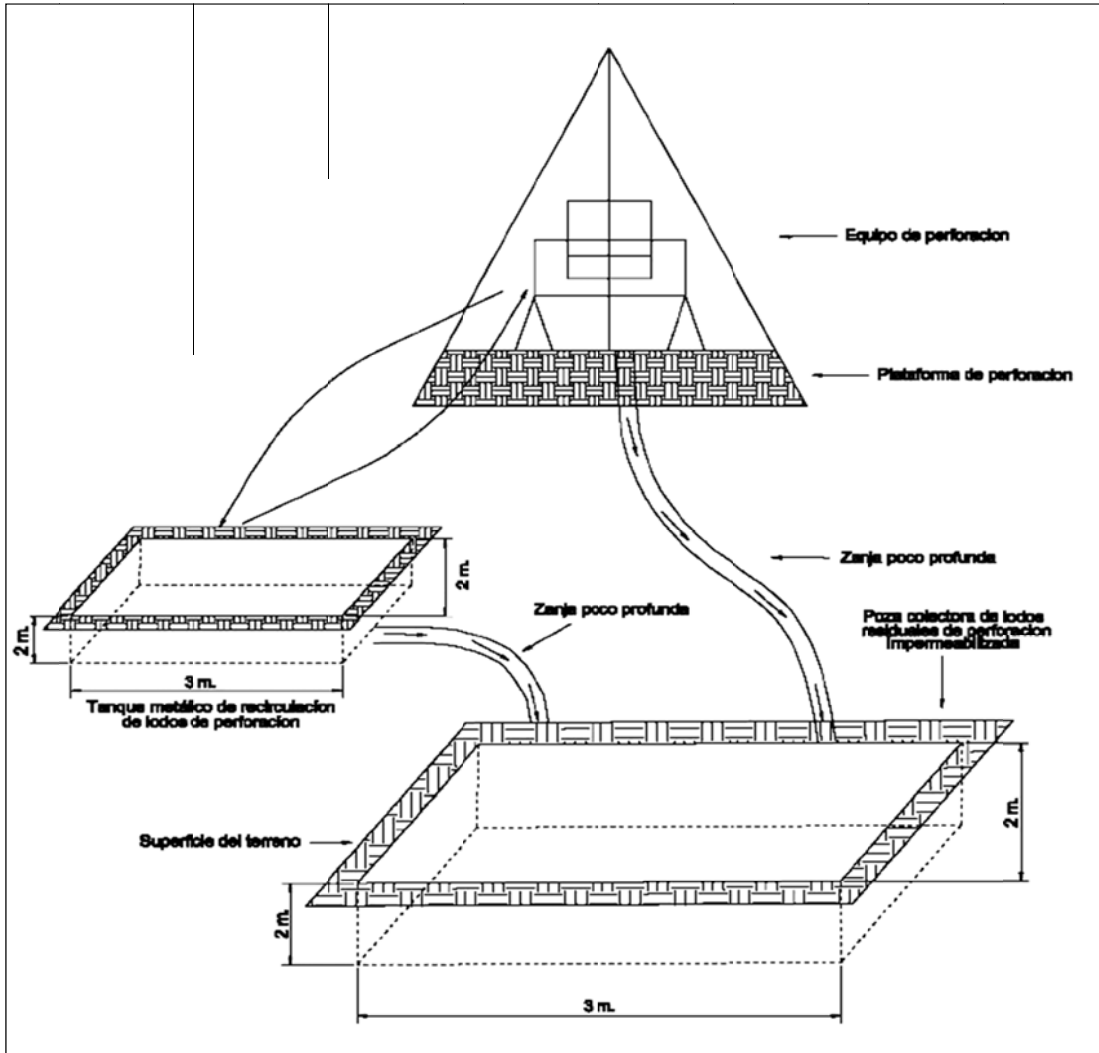 Equipo de perforacion
Plataforma de perforacion
Zanja poco profunda
Poza colectora de lodos
residuales de perforacion
Impermeabilizada
Zanja poco profunda
2 m.
2 m.
3 m.
Tanque metálico de recirculacion
de lodos de perforacion
Superficie del terreno
2 m.
2 m.
3 m.